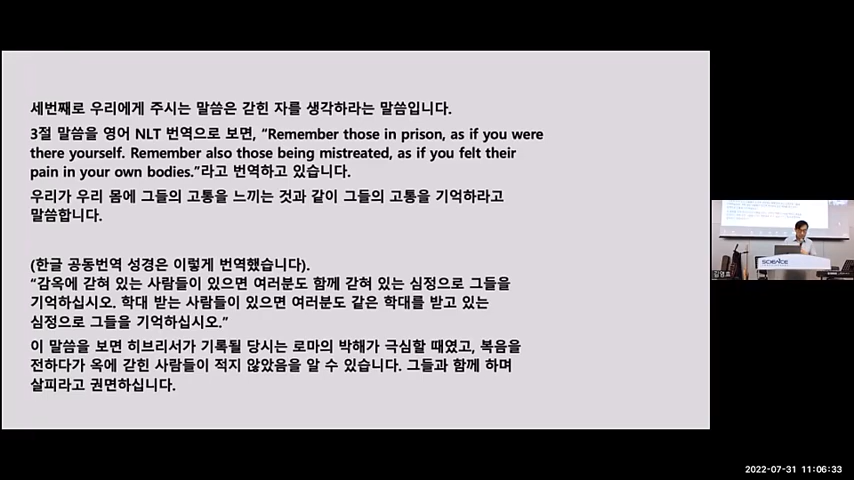 세번째로 우리에게 주시는 말씀은 갇힌 자를 생각하라는 말씀입니다.
3절 말씀을 영어 NLT 번역으로 보면, “Remember those in prison, as if you were
there yourself. Remember also those being mistreated, as if you felt their
pain in your own bodies.”라고 번역하고 있습니다.
우리가 우리 몸에 그들의 고통을 느끼는 것과 같이 그들의 고통을 기억하라고
말씀합니다.
(한글 공동번역 성경은 이렇게 번역했습니다).
“감옥에 갇혀 있는 사람들이 있으면 여러분도 함께 갇혀 있는 심정으로 그들을
기억하십시오. 학대 받는 사람들이 있으면 여러분도 같은 학대를 받고 있는
심정으로 그들을 기억하십시오.”
이 말씀을 보면 히브리서가 기록될 당시는 로마의 박해가 극심할 때였고, 복음을
전하다가 옥에 갇힌 사람들이 적지 않았음을 알 수 있습니다. 그들과 함께 하며
살피라고 권면하십니다.
SCIENCE
김영호
2022-07-31 11:06:33